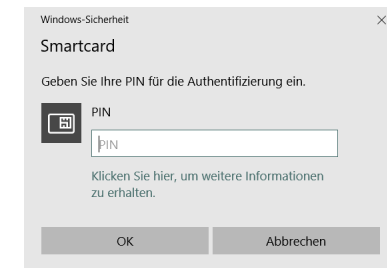 Windows-Sicherheit
Smartcard
Geben Sie Ihre PIN für die Authentifizierung ein.
PIN
PIN
Klicken Sie hier, um weitere Informationen
zu erhalten.
OK
Abbrechen